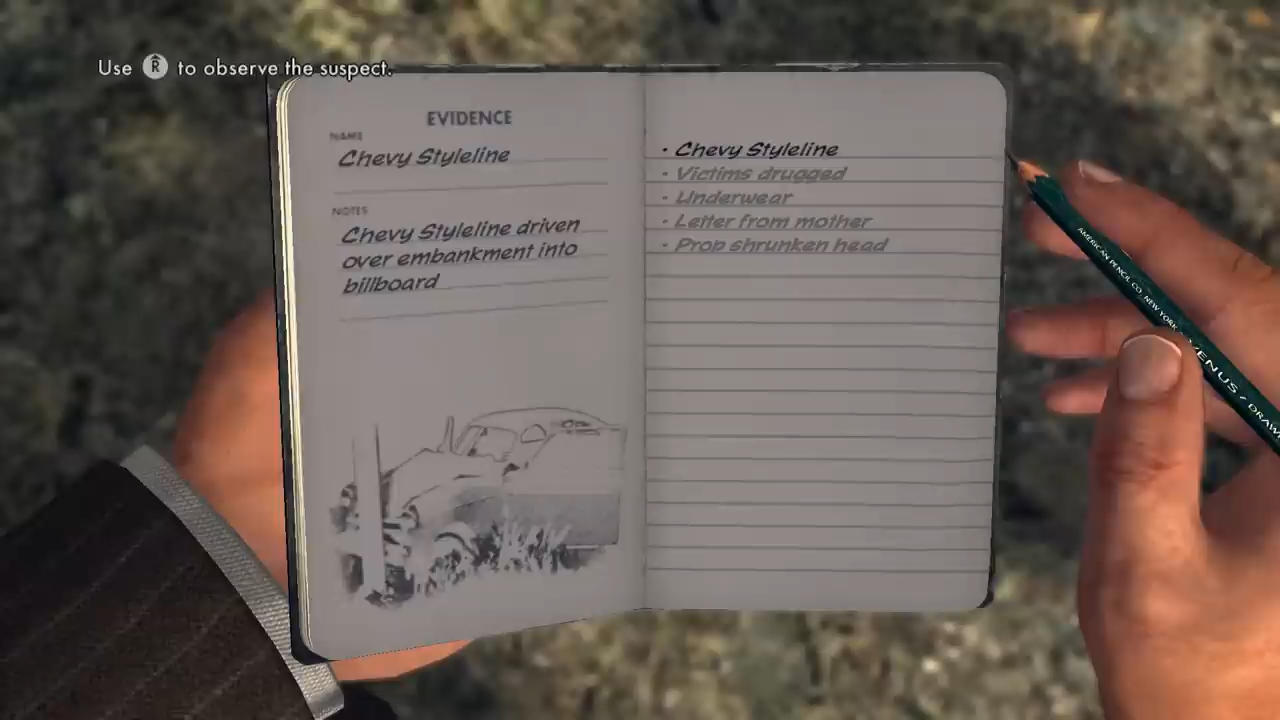 Use R to observe the suspect.
EVIDENCE
NAME
Chevy Styleline
NOTES
Chevy Styleline driven
over embankment into
billboard
• Chevy Styleline
• Victims drugged
• Underwear
• Letter from mother
• Prop shrunken head
AMERICAN PENCIL CO. NEW YORK
VENUS / DRAW